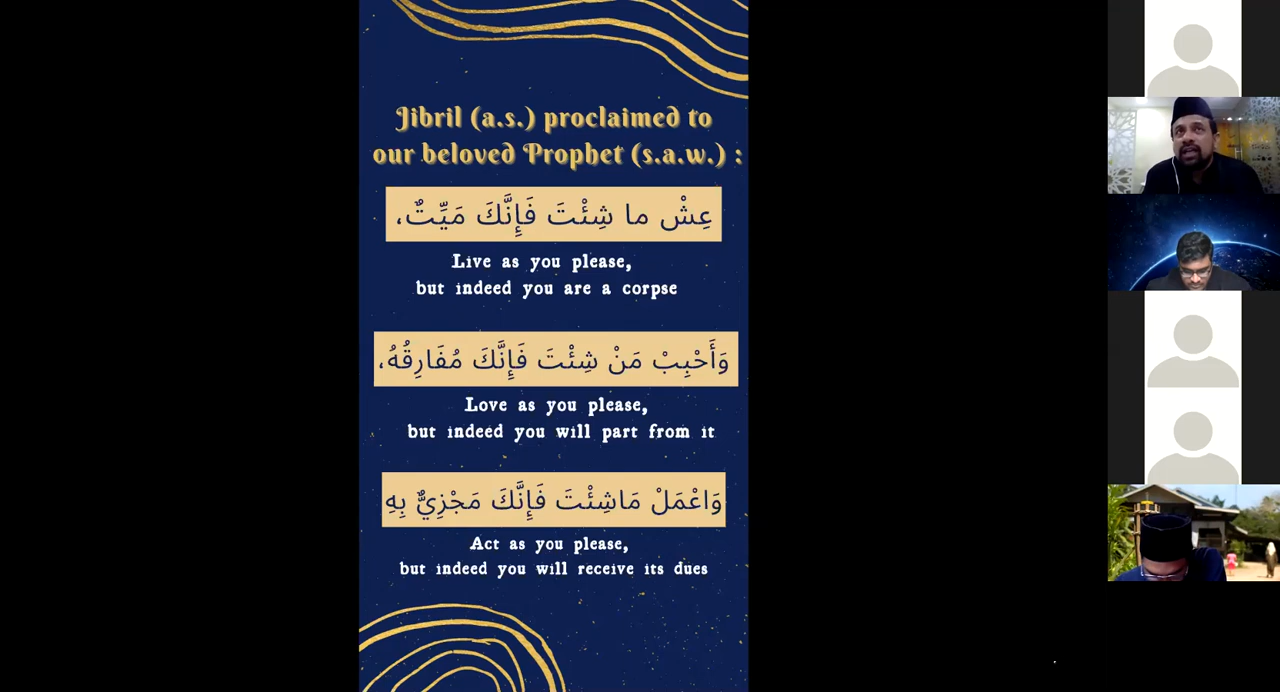 Jibril (a.s.) proclaimed to
our beloved Prophet (s.a.w.) :
عِشْ ما شِئْتَ فَإِنَّكَ مَيِّتٌ،
Live as you please,
but indeed you are a corpse
وَأَحْبِبْ مَنْ شِئْتَ فَإِنَّكَ مُفَارِقُهُ،
Love as you please,
but indeed you will part from it
وَاعْمَلْ مَاشِئْتَ فَإِنَّكَ مَجْزِيٌّ بِهِ
Act as you please,
but indeed you will receive its dues